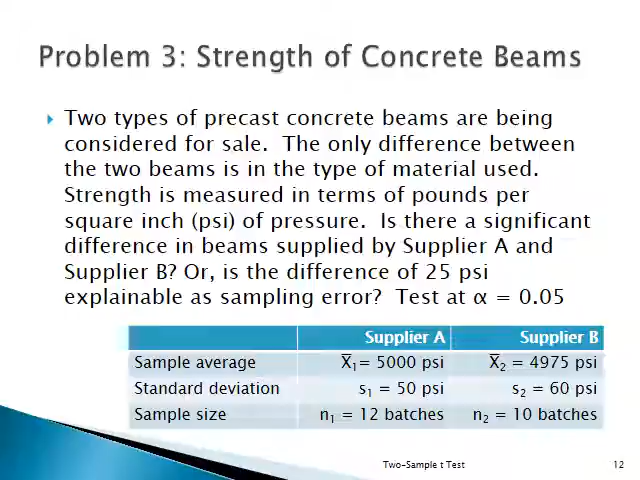 Problem 3: Strength of Concrete Beams
Two types of precast concrete beams are being
considered for sale. The only difference between
the two beams is in the type of material used.
Strength is measured in terms of pounds per
square inch (psi) of pressure. Is there a significant
difference in beams supplied by Supplier A and
Supplier B? Or, is the difference of 25 psi
explainable as sampling error? Test at α = 0.05
Supplier A Supplier B
Sample average X̅₁= 5000 psi X̅₂ = 4975 psi
Standard deviation s₁ = 50 psi s₂ = 60 psi
Sample size n₁ = 12 batches n₂ = 10 batches
Two-Sample t Test 12